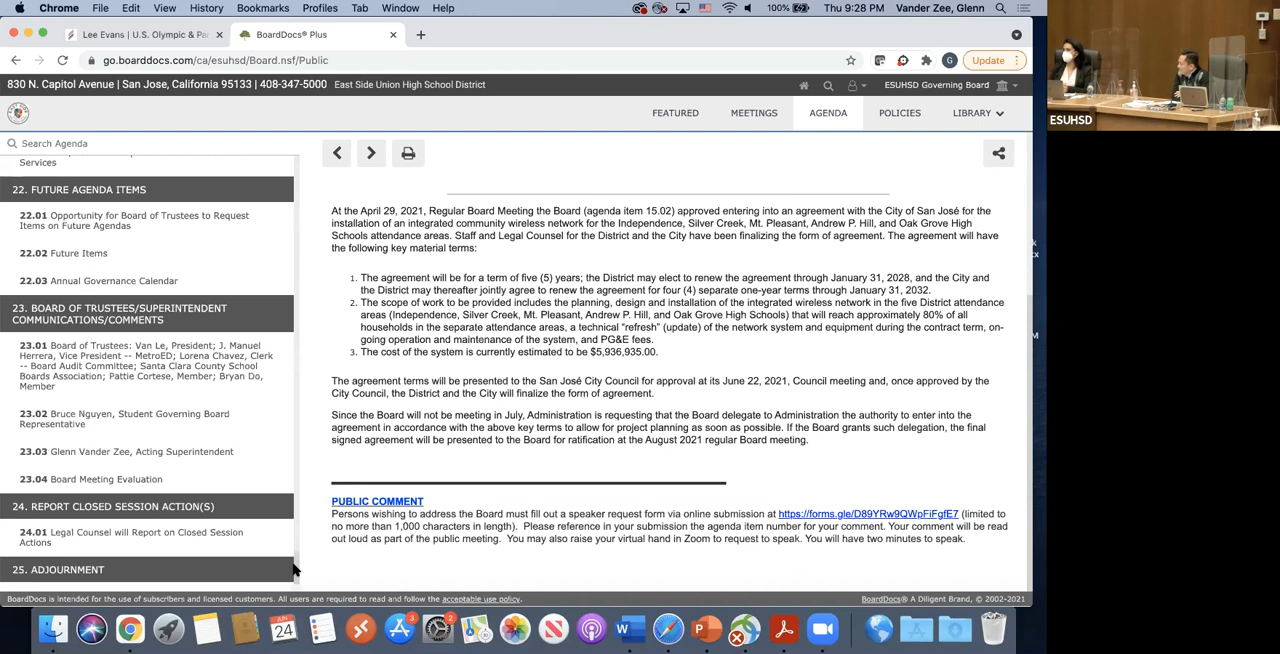 Chrome File Edit View History Bookmarks Profiles Tab Window Help 100% Thu 9:28 PM Vander Zee, Glenn
Lee Evans | U.S. Olympic & Pa
BoardDocs® Plus
go.boarddocs.com/ca/esuhsd/Board.nsf/Public
G
Update
830 N. Capitol Avenue | San Jose, California 95133 | 408-347-5000 East Side Union High School District
ESUHSD Governing Board
FEATURED MEETINGS AGENDA POLICIES LIBRARY
Search Agenda
Services
22. FUTURE AGENDA ITEMS
22.01 Opportunity for Board of Trustees to Request
Items on Future Agendas
22.02 Future Items
22.03 Annual Governance Calendar
23. BOARD OF TRUSTEES/SUPERINTENDENT
COMMUNICATIONS/COMMENTS
23.01 Board of Trustees: Van Le, President; J. Manuel
Herrera, Vice President -- MetroED; Lorena Chavez, Clerk
-- Board Audit Committee; Santa Clara County School
Boards Association; Pattie Cortese, Member; Bryan Do,
Member
23.02 Bruce Nguyen, Student Governing Board
Representative
23.03 Glenn Vander Zee, Acting Superintendent
23.04 Board Meeting Evaluation
24. REPORT CLOSED SESSION ACTION(S)
24.01 Legal Counsel will Report on Closed Session
Actions
25. ADJOURNMENT
At the April 29, 2021, Regular Board Meeting the Board (agenda item 15.02) approved entering into an agreement with the City of San José for the
installation of an integrated community wireless network for the Independence, Silver Creek, Mt. Pleasant, Andrew P. Hill, and Oak Grove High
Schools attendance areas. Staff and Legal Counsel for the District and the City have been finalizing the form of agreement. The agreement will have
the following key material terms:
1. The agreement will be for a term of five (5) years; the District may elect to renew the agreement through January 31, 2028, and the City and
the District may thereafter jointly agree to renew the agreement for four (4) separate one-year terms through January 31, 2032.
2. The scope of work to be provided includes the planning, design and installation of the integrated wireless network in the five District attendance
areas (Independence, Silver Creek, Mt. Pleasant, Andrew P. Hill, and Oak Grove High Schools) that will reach approximately 80% of all
households in the separate attendance areas, a technical “refresh” (update) of the network system and equipment during the contract term, on-
going operation and maintenance of the system, and PG&E fees.
3. The cost of the system is currently estimated to be $5,936,935.00.
The agreement terms will be presented to the San José City Council for approval at its June 22, 2021, Council meeting and, once approved by the
City Council, the District and the City will finalize the form of agreement.
Since the Board will not be meeting in July, Administration is requesting that the Board delegate to Administration the authority to enter into the
agreement in accordance with the above key terms to allow for project planning as soon as possible. If the Board grants such delegation, the final
signed agreement will be presented to the Board for ratification at the August 2021 regular Board meeting.
PUBLIC COMMENT
Persons wishing to address the Board must fill out a speaker request form via online submission at https://forms.gle/D89YRw9QWpFiFgfE7 (limited to
no more than 1,000 characters in length). Please reference in your submission the agenda item number for your comment. Your comment will be read
out loud as part of the public meeting. You may also raise your virtual hand in Zoom to request to speak. You will have two minutes to speak.
BoardDocs is intended for the use of subscribers and licensed customers. All users are required to read and follow the acceptable use policy.
BoardDocs® A Diligent Brand, © 2002-2021
JUN
24
3
2
ESUHSD